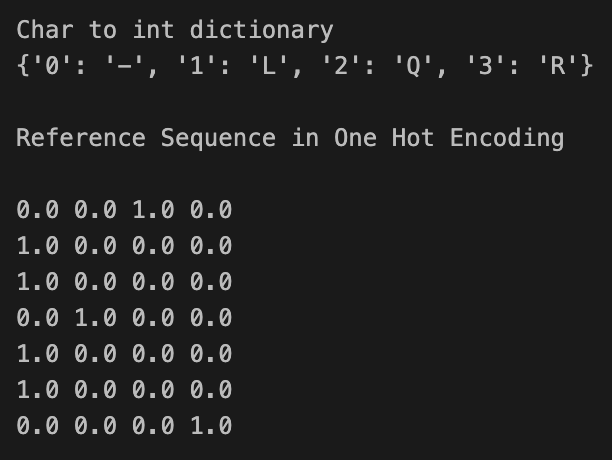 Char to int dictionary
{'0': '-', '1': 'L', '2': 'Q', '3': 'R'}
Reference Sequence in One Hot Encoding
0.0 0.0 1.0 0.0
1.0 0.0 0.0 0.0
1.0 0.0 0.0 0.0
0.0 1.0 0.0 0.0
1.0 0.0 0.0 0.0
1.0 0.0 0.0 0.0
0.0 0.0 0.0 1.0